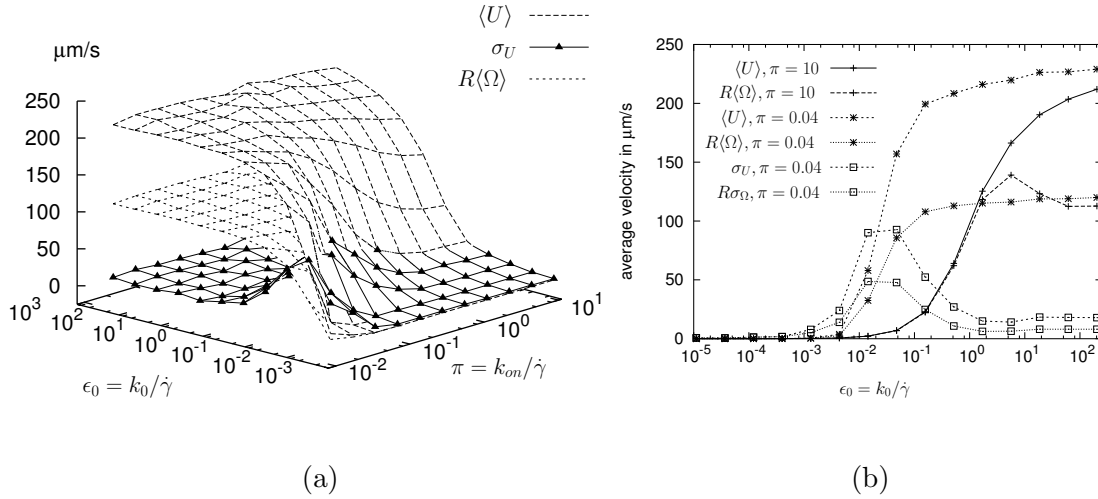 ⟨U⟩
σ_U
R⟨Ω⟩
μm/s
250
200
150
100
50
0
10^3
10^2
10^1
10^0
10^-1
10^-2
10^-3
ϵ_0 = k_0/γ̇
10^-2
10^-1
10^0
10^1
π = k_on/γ̇
(a)
average velocity in μm/s
250
200
150
100
50
0
⟨U⟩, π = 10
R⟨Ω⟩, π = 10
⟨U⟩, π = 0.04
R⟨Ω⟩, π = 0.04
σ_U, π = 0.04
Rσ_Ω, π = 0.04
10^-5 10^-4 10^-3 10^-2 10^-1 10^0 10^1 10^2
ϵ_0 = k_0/γ̇
(b)